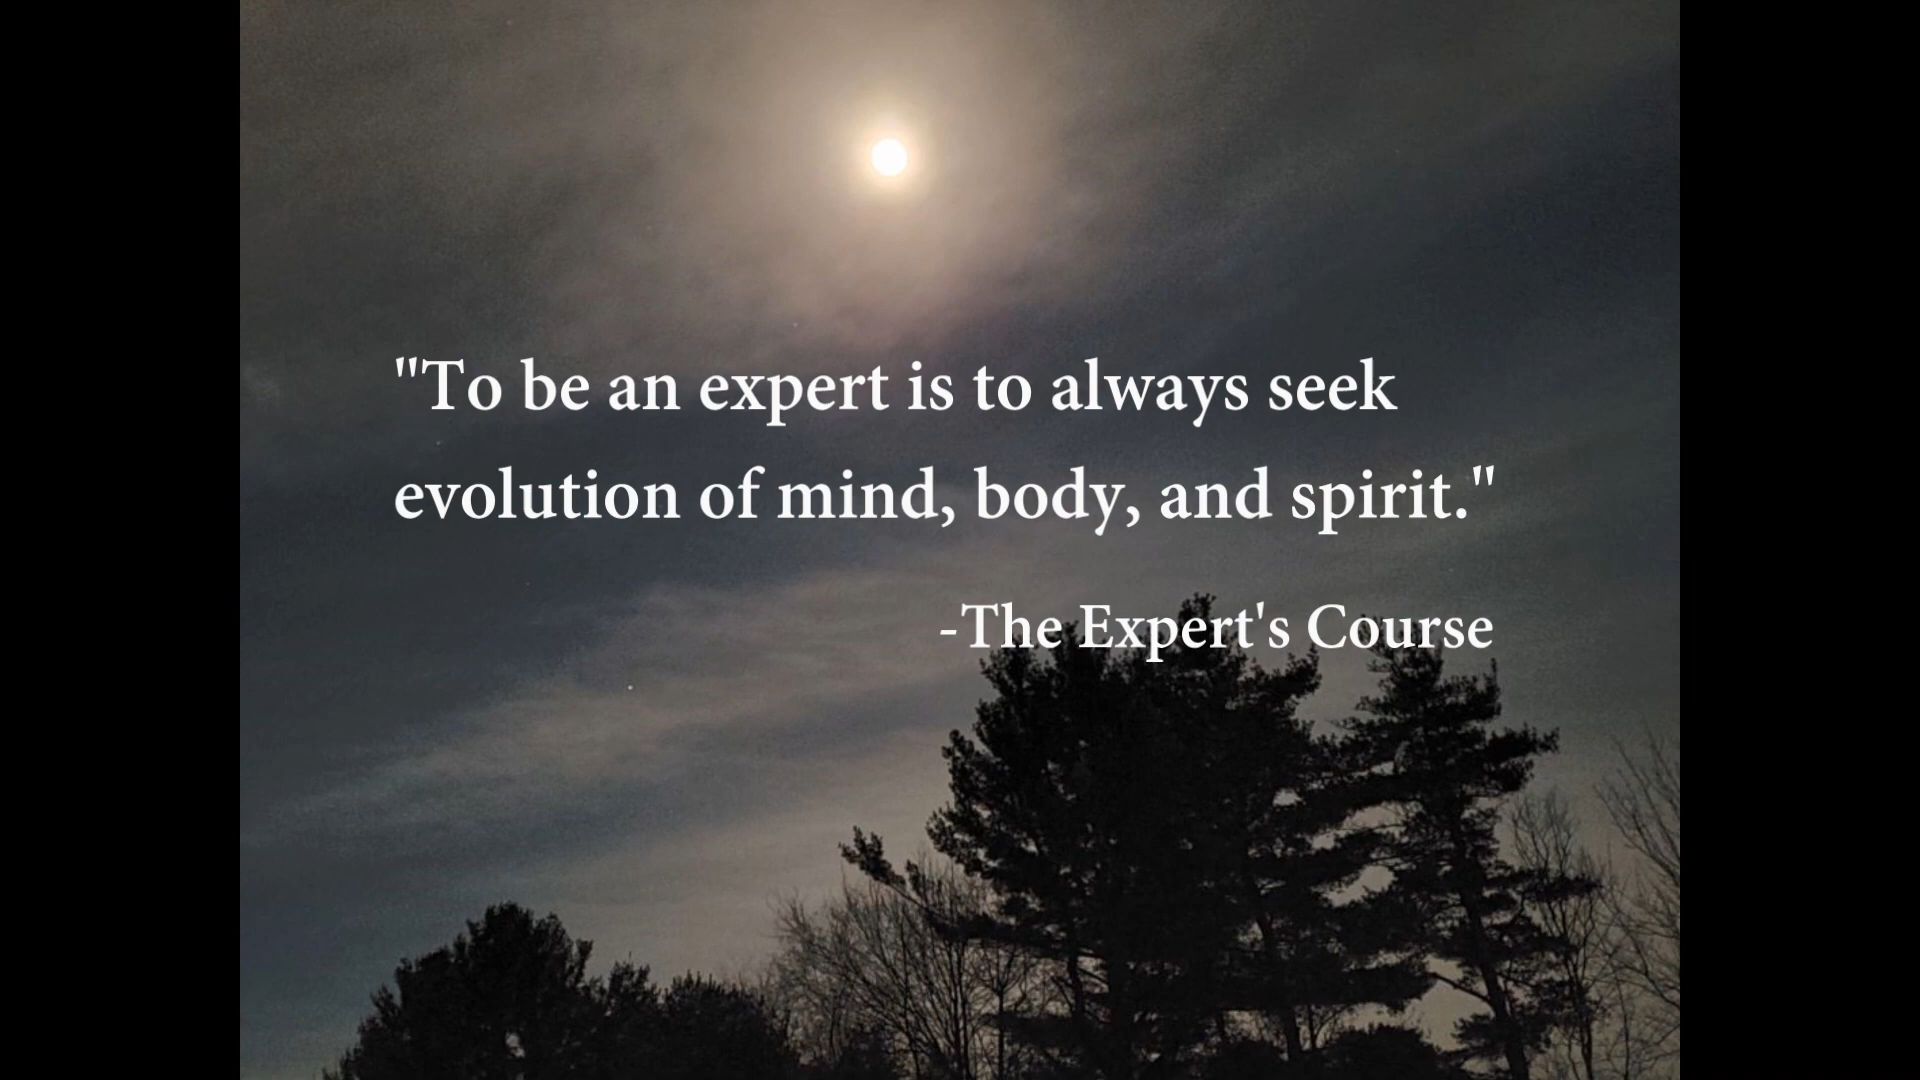 "To be an expert is to always seek
evolution of mind, body, and spirit."
-The Expert's Course